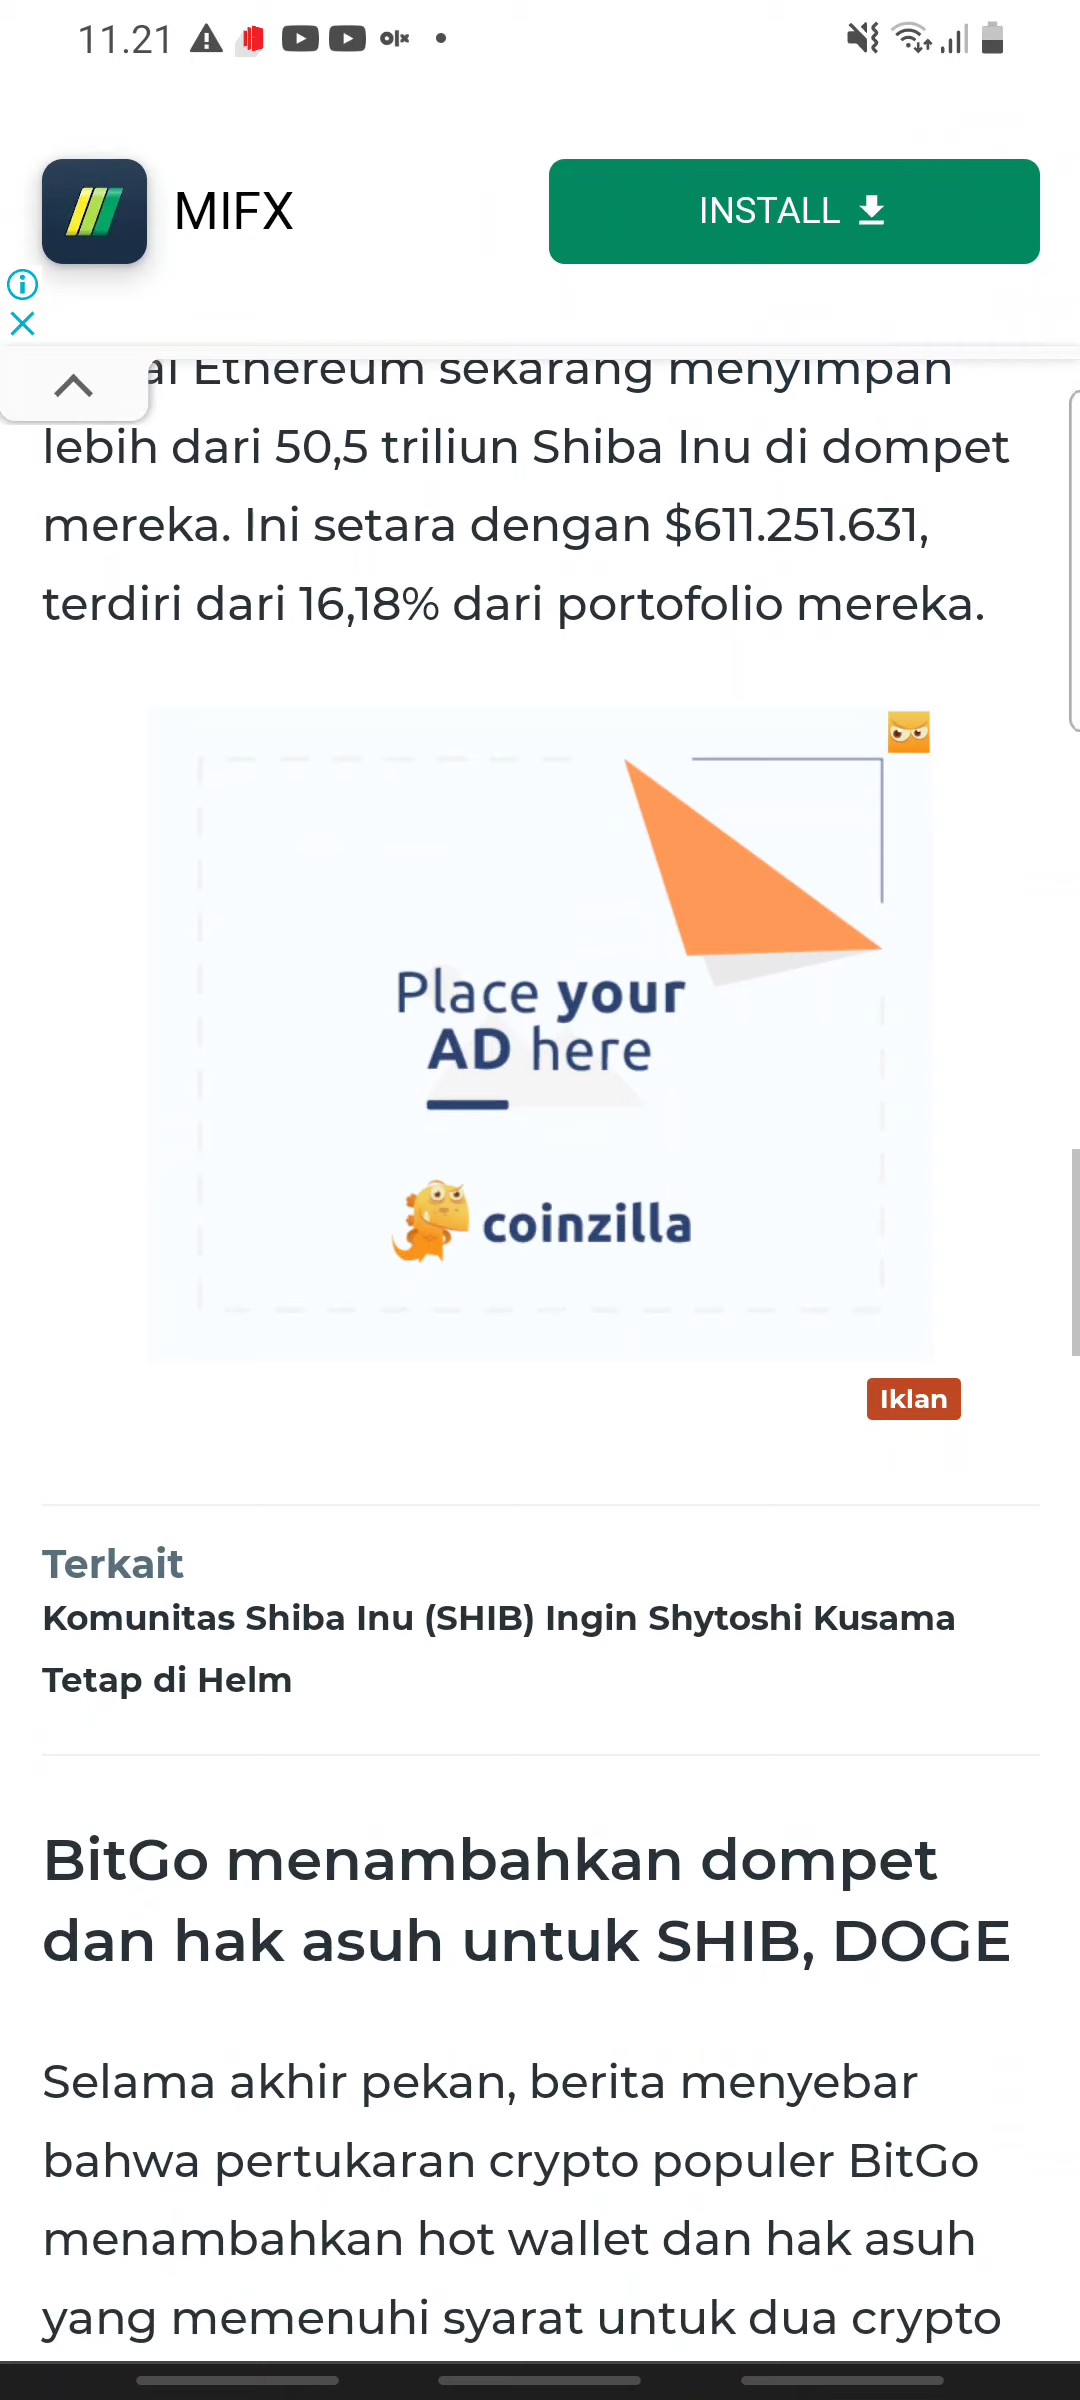 11.21
olx
MIFX
INSTALL
Ethereum sekarang menyimpan
lebih dari 50,5 triliun Shiba Inu di dompet
mereka. Ini setara dengan $611.251.631,
terdiri dari 16,18% dari portofolio mereka.
Place your
AD here
coinzilla
Iklan
Terkait
Komunitas Shiba Inu (SHIB) Ingin Shytoshi Kusama
Tetap di Helm
BitGo menambahkan dompet
dan hak asuh untuk SHIB, DOGE
Selama akhir pekan, berita menyebar
bahwa pertukaran crypto populer BitGo
menambahkan hot wallet dan hak asuh
yang memenuhi syarat untuk dua crypto